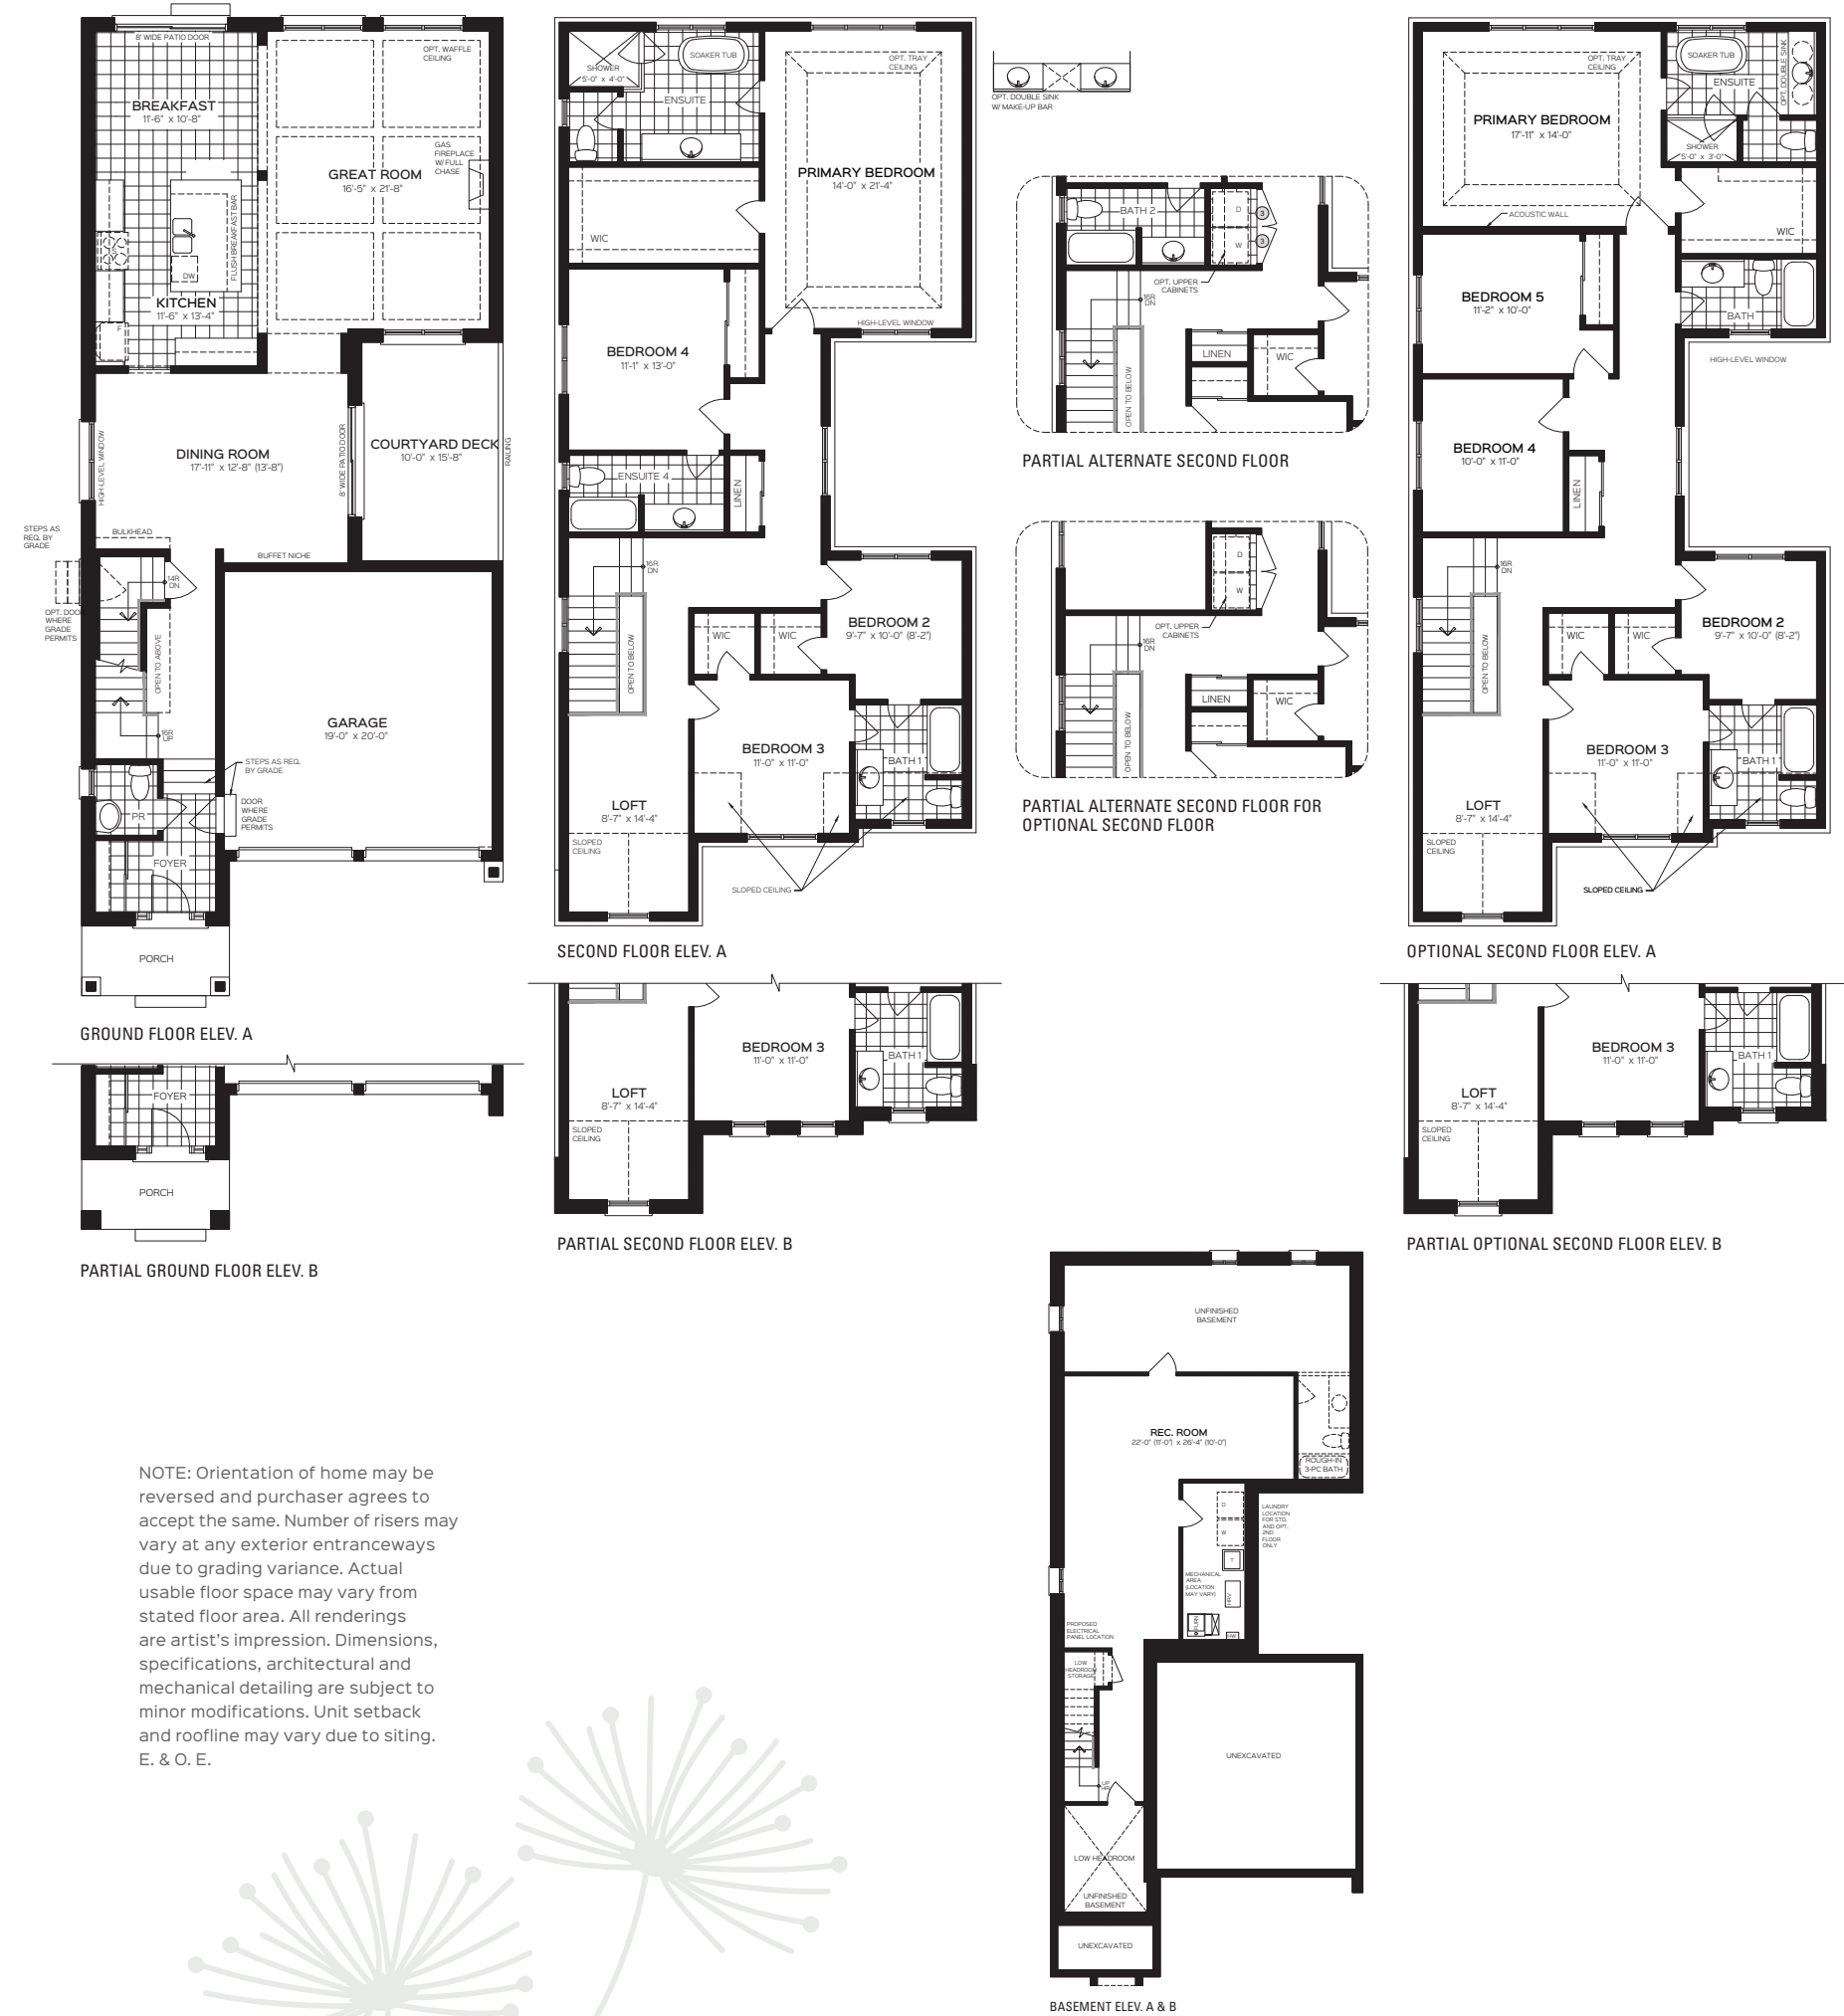 8' WIDE PATIO DOOR
OPT. WAFFLE
CEILING
BREAKFAST
11'-6" x 10'-8"
GAS
FIREPLACE
W/ FULL
CHASE
GREAT ROOM
16'-5" x 21'-8"
FLUSH BREAKFAST BAR
DW
KITCHEN
11'-6" x 13'-4"
F
HIGH-LEVEL WINDOW
DINING ROOM
17'-11" x 12'-8" (13'-8")
8' WIDE PATIO DOOR
COURTYARD DECK
10'-0" x 15'-8"
RAILING
STEPS AS
REQ. BY
GRADE
BULKHEAD
BUFFET NICHE
14R
DN
OPT. DOOR
WHERE
GRADE
PERMITS
OPEN TO ABOVE
GARAGE
19'-0" x 20'-0"
16R
UP
STEPS AS REQ.
BY GRADE
PR
DOOR
WHERE
GRADE
PERMITS
FOYER
PORCH
GROUND FLOOR ELEV. A
FOYER
PORCH
PARTIAL GROUND FLOOR ELEV. B
SHOWER
5'-0" x 4'-0"
SOAKER TUB
ENSUITE
OPT. TRAY
CEILING
PRIMARY BEDROOM
14'-0" x 21'-4"
WIC
HIGH-LEVEL WINDOW
BEDROOM 4
11'-1" x 13'-0"
ENSUITE 4
LINEN
16R
DN
OPEN TO BELOW
WIC
WIC
BEDROOM 2
9'-7" x 10'-0" (8'-2")
BEDROOM 3
11'-0" x 11'-0"
BATH 1
LOFT
8'-7" x 14'-4"
SLOPED
CEILING
SLOPED CEILING
SECOND FLOOR ELEV. A
BEDROOM 3
11'-0" x 11'-0"
BATH 1
LOFT
8'-7" x 14'-4"
SLOPED
CEILING
PARTIAL SECOND FLOOR ELEV. B
OPT. DOUBLE SINK
W/ MAKE-UP BAR
BATH 2
D
W
3
3
OPT. UPPER
CABINETS
16R
DN
OPEN TO BELOW
LINEN
WIC
PARTIAL ALTERNATE SECOND FLOOR
D
W
OPT. UPPER
CABINETS
16R
DN
OPEN TO BELOW
LINEN
WIC
PARTIAL ALTERNATE SECOND FLOOR FOR
OPTIONAL SECOND FLOOR
OPT. TRAY
CEILING
PRIMARY BEDROOM
17'-11" x 14'-0"
SOAKER TUB
ENSUITE
OPT. DOUBLE SINK
SHOWER
5'-0" x 3'-0"
ACOUSTIC WALL
WIC
BEDROOM 5
11'-2" x 10'-0"
BATH
HIGH-LEVEL WINDOW
BEDROOM 4
10'-0" x 11'-0"
LINEN
16R
DN
OPEN TO BELOW
WIC
WIC
BEDROOM 2
9'-7" x 10'-0" (8'-2")
BEDROOM 3
11'-0" x 11'-0"
BATH 1
LOFT
8'-7" x 14'-4"
SLOPED
CEILING
SLOPED CEILING
OPTIONAL SECOND FLOOR ELEV. A
BEDROOM 3
11'-0" x 11'-0"
BATH 1
LOFT
8'-7" x 14'-4"
SLOPED
CEILING
PARTIAL OPTIONAL SECOND FLOOR ELEV. B
UNFINISHED
BASEMENT
REC. ROOM
22'-0" (11'-0") x 26'-4" (10'-0")
ROUGH-IN
3-PC BATH
D
W
LAUNDRY
LOCATION
FOR STD.
AND OPT.
2ND
FLOOR
ONLY
T
MECHANICAL
AREA
(LOCATION
MAY VARY)
HRV
FURN
HW
PROPOSED
ELECTRICAL
PANEL LOCATION
LOW
HEADROOM
STORAGE
UP
UNEXCAVATED
LOW HEADROOM
UNFINISHED
BASEMENT
UNEXCAVATED
BASEMENT ELEV. A & B
NOTE: Orientation of home may be
reversed and purchaser agrees to
accept the same. Number of risers may
vary at any exterior entranceways
due to grading variance. Actual
usable floor space may vary from
stated floor area. All renderings
are artist's impression. Dimensions,
specifications, architectural and
mechanical detailing are subject to
minor modifications. Unit setback
and roofline may vary due to siting.
E. & O. E.